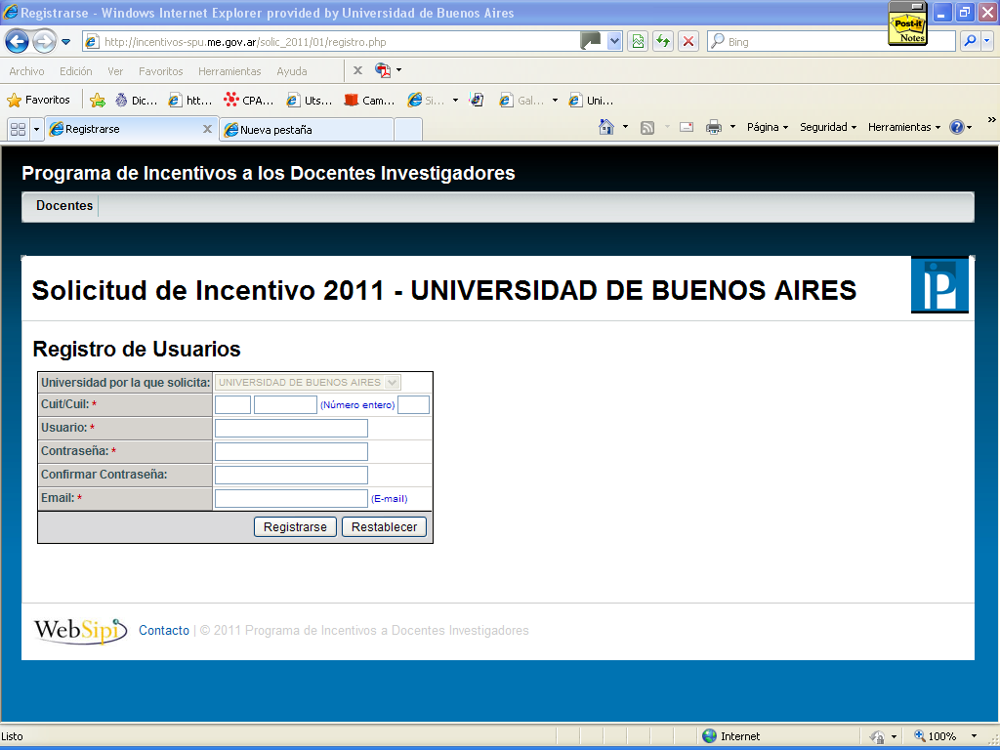 Registrarse - Windows Internet Explorer provided by Universidad de Buenos Aires
Post-it
Notes
http://incentivos-spu.me.gov.ar/solic_2011/01/registro.php
Bing
Archivo Edición Ver Favoritos Herramientas Ayuda
Favoritos Dic... htt... CPA... Uts... Cam... Si... Gal... Uni...
Registrarse Nueva pestaña Página Seguridad Herramientas
Programa de Incentivos a los Docentes Investigadores
Docentes
Solicitud de Incentivo 2011 - UNIVERSIDAD DE BUENOS AIRES
Registro de Usuarios
Universidad por la que solicita: UNIVERSIDAD DE BUENOS AIRES
Cuit/Cuil: * (Número entero)
Usuario: *
Contraseña: *
Confirmar Contraseña:
Email: * (E-mail)
Registrarse Restablecer
WebSipi Contacto | © 2011 Programa de Incentivos a Docentes Investigadores
Listo Internet 100%